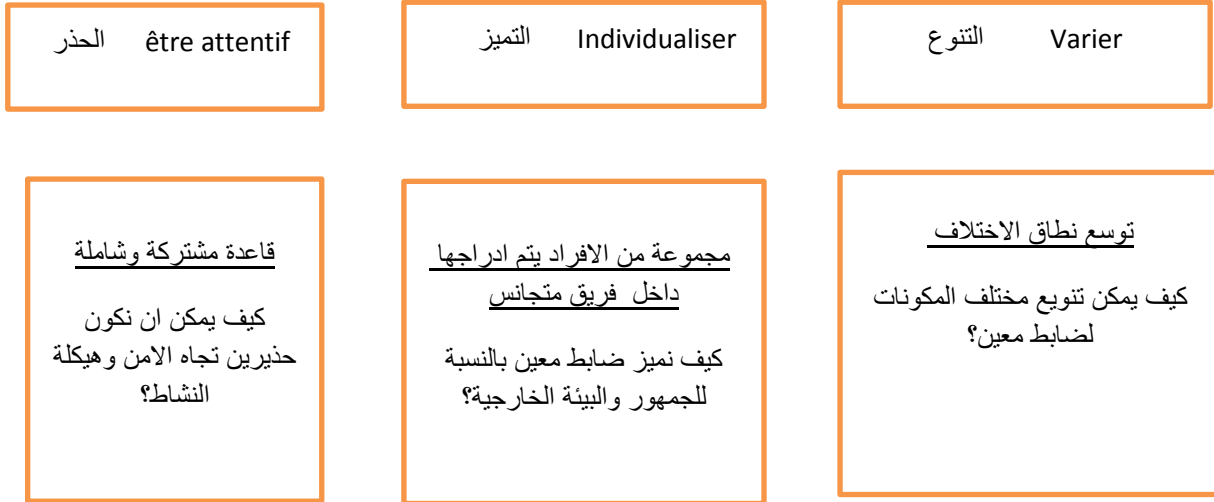 Varier التنوع
Individualiser التميز
être attentif الحذر
توسع نطاق الاختلاف
كيف يمكن تنويع مختلف المكونات
لضابط معين؟
مجموعة من الافراد يتم ادراجها
داخل فريق متجانس
كيف نميز ضابط معين بالنسبة
للجمهور والبيئة الخارجية؟
قاعدة مشتركة وشاملة
كيف يمكن ان نكون
حذيرين تجاه الامن وهيكلة
النشاط؟